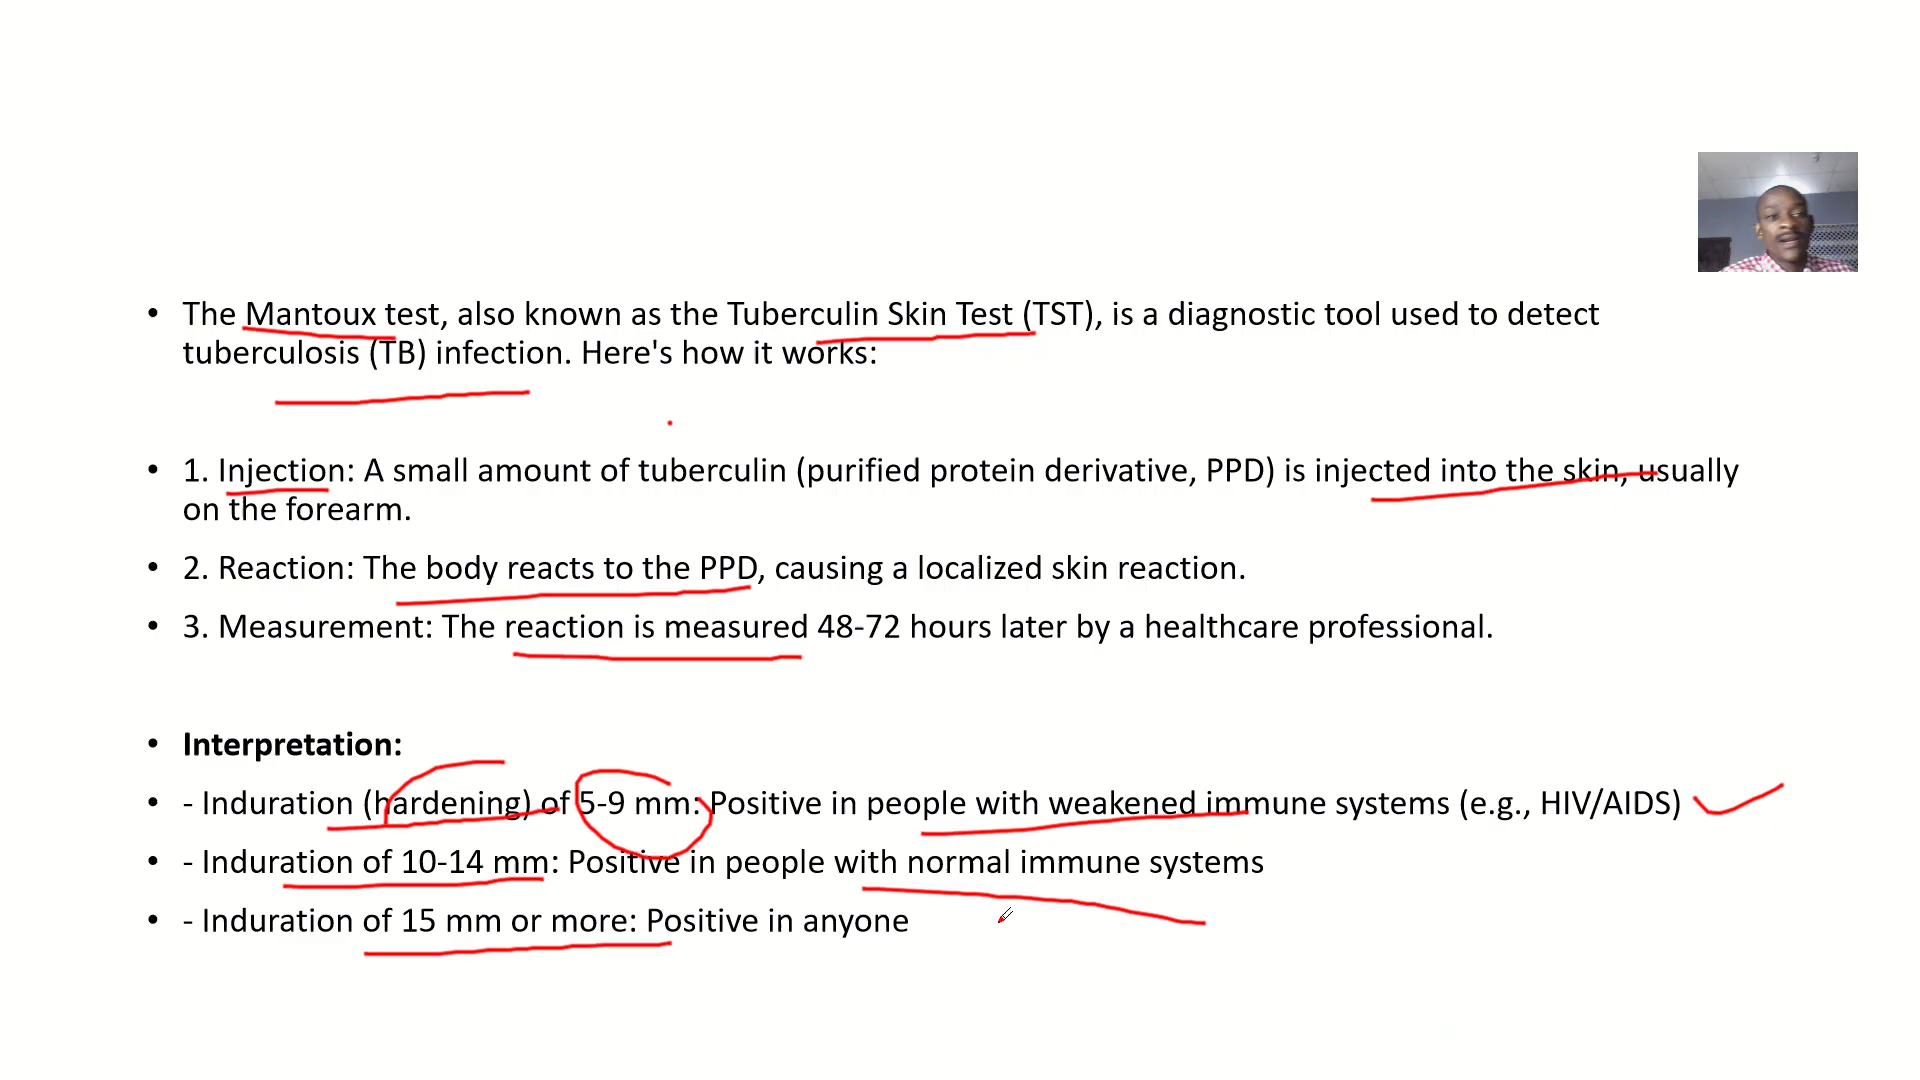 • The Mantoux test, also known as the Tuberculin Skin Test (TST), is a diagnostic tool used to detect
tuberculosis (TB) infection. Here's how it works:
• 1. Injection: A small amount of tuberculin (purified protein derivative, PPD) is injected into the skin, usually
on the forearm.
• 2. Reaction: The body reacts to the PPD, causing a localized skin reaction.
• 3. Measurement: The reaction is measured 48-72 hours later by a healthcare professional.
• Interpretation:
• - Induration (hardening) of 5-9 mm: Positive in people with weakened immune systems (e.g., HIV/AIDS)
• - Induration of 10-14 mm: Positive in people with normal immune systems
• - Induration of 15 mm or more: Positive in anyone